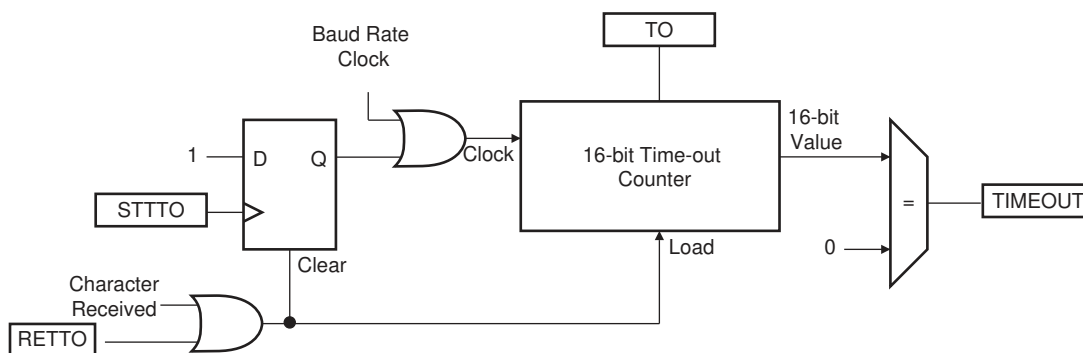 TO
Baud Rate
Clock
16-bit
Value
1
D
Q
Clock
16-bit Time-out
Counter
STTTO
=
TIMEOUT
Clear
Load
0
Character
Received
RETTO